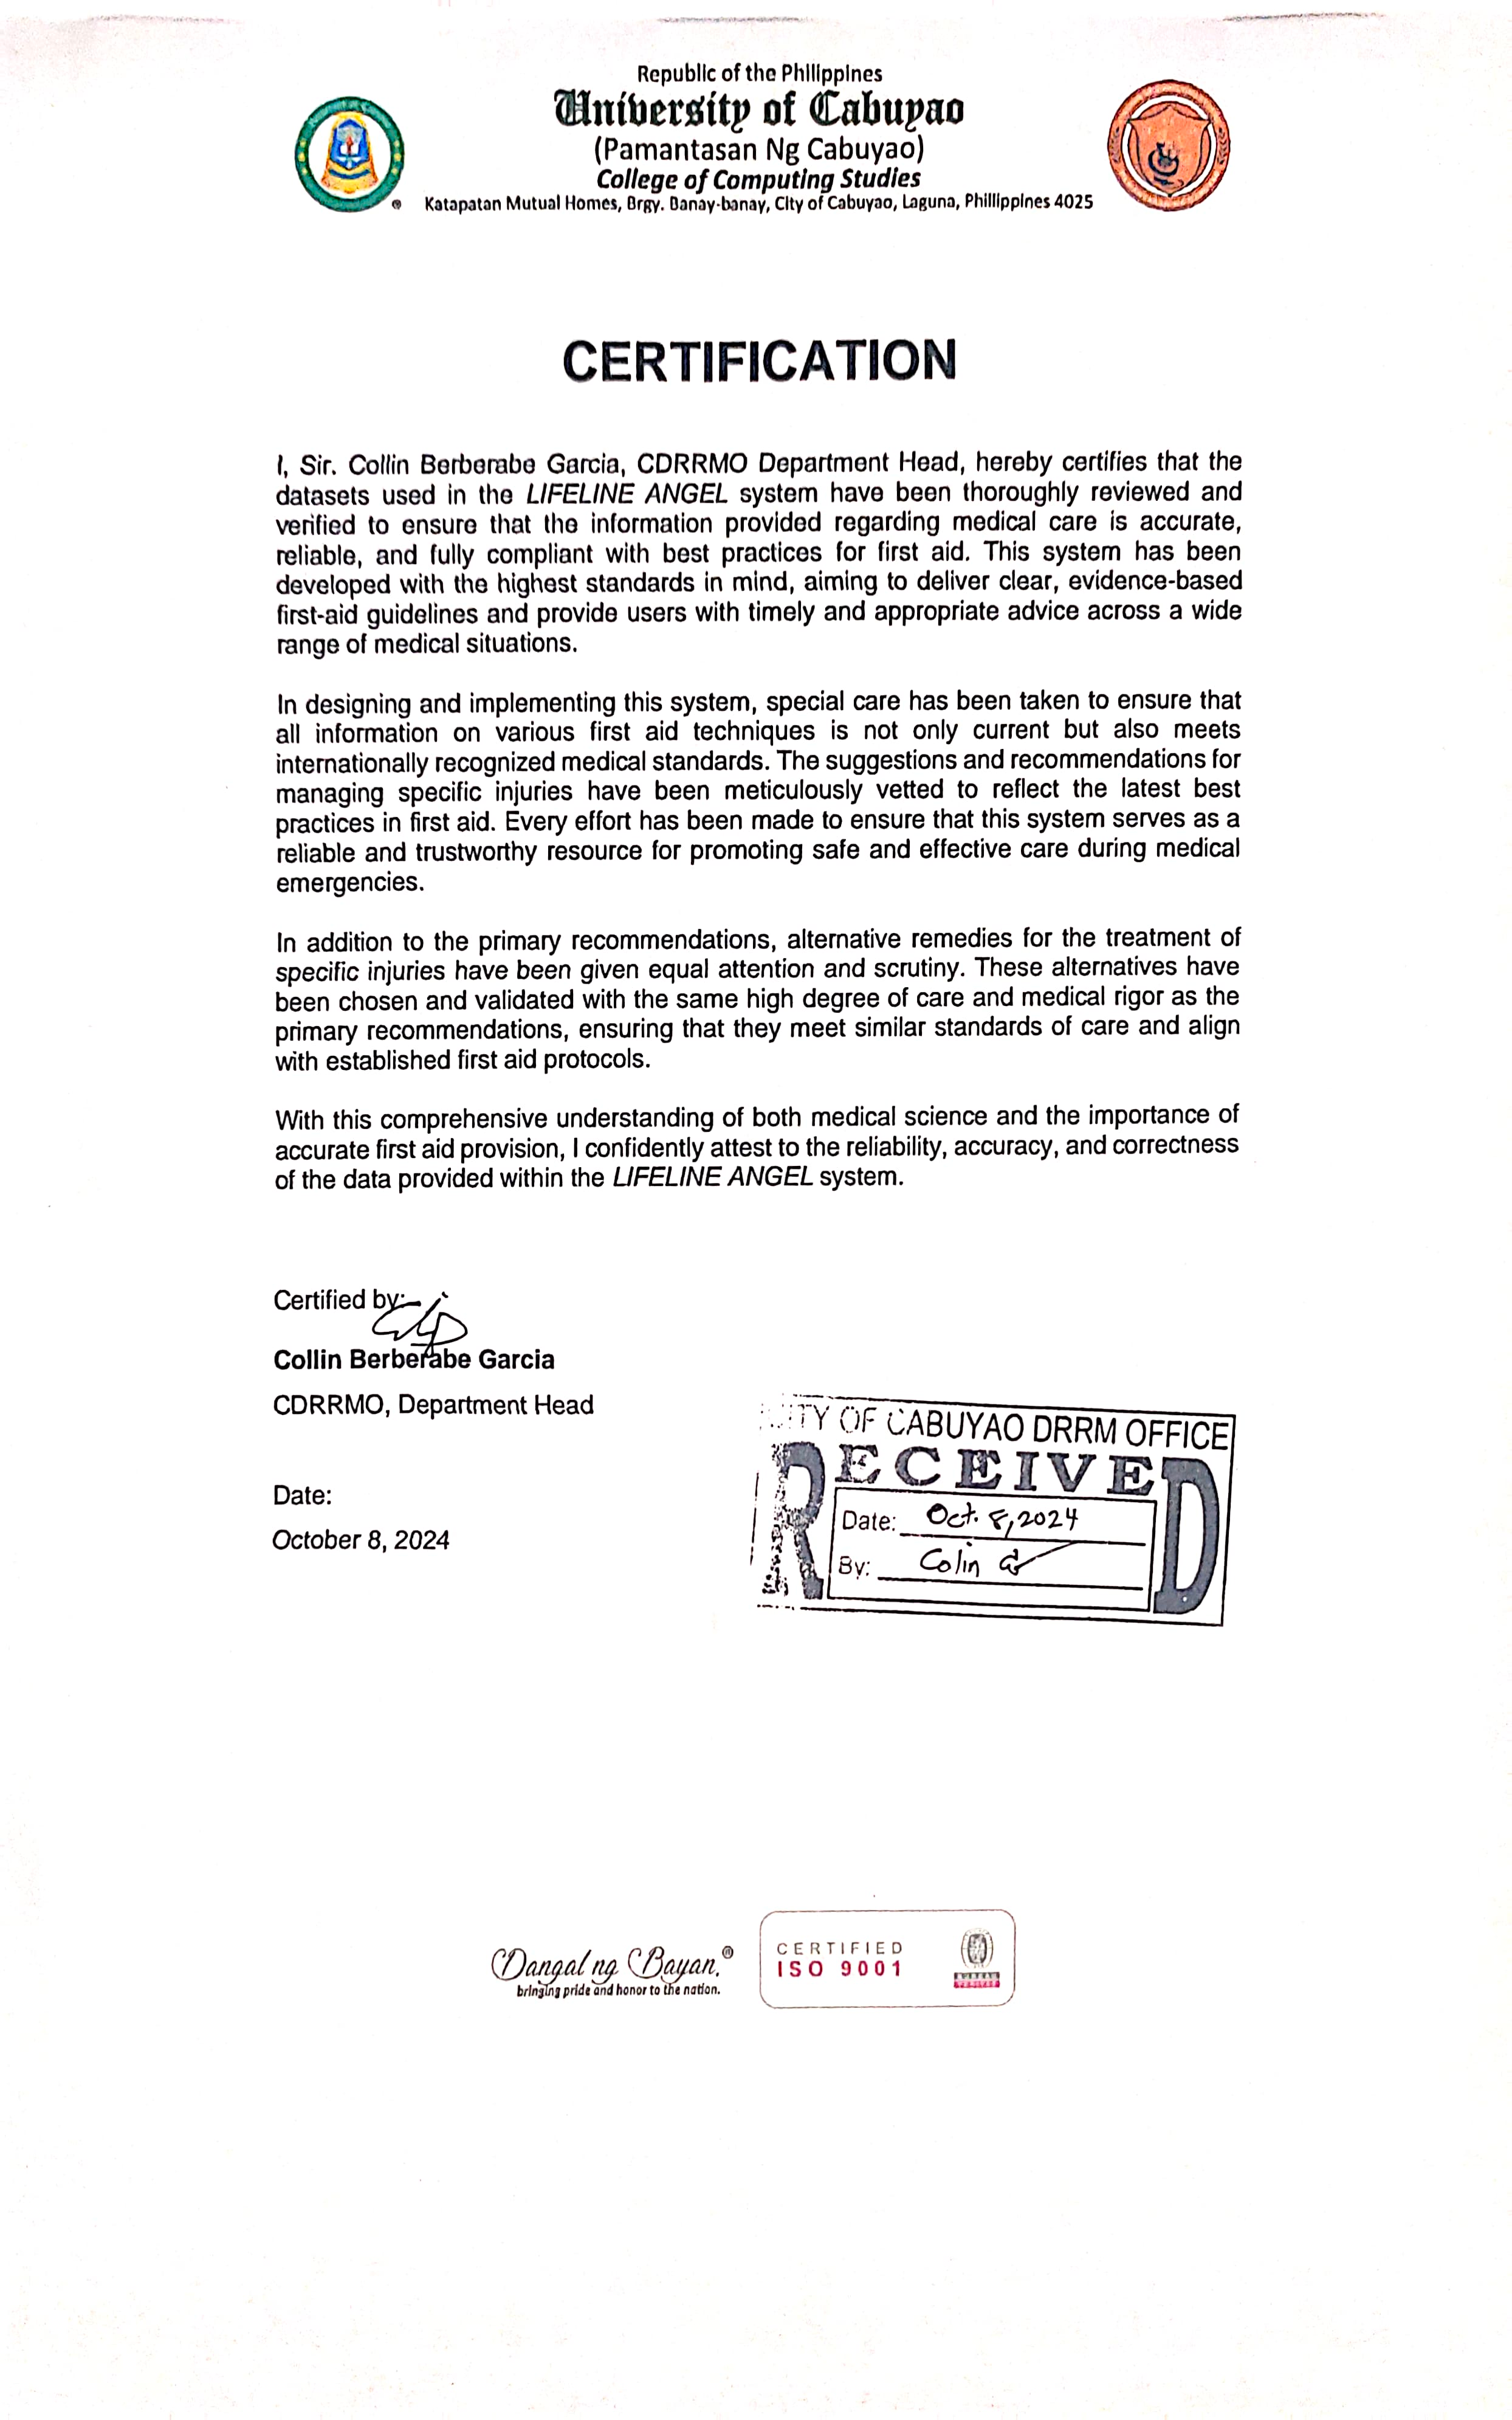 Republic of the Philippines
University of Cabuyao
(Pamantasan Ng Cabuyao)
College of Computing Studies
Katapatan Mutual Homes, Brgy. Banay-banay, City of Cabuyao, Laguna, Phillippines 4025
CERTIFICATION
I, Sir. Collin Berberabe Garcia, CDRRMO Department Head, hereby certifies that the
datasets used in the LIFELINE ANGEL system have been thoroughly reviewed and
verified to ensure that the information provided regarding medical care is accurate,
reliable, and fully compliant with best practices for first aid. This system has been
developed with the highest standards in mind, aiming to deliver clear, evidence-based
first-aid guidelines and provide users with timely and appropriate advice across a wide
range of medical situations.
In designing and implementing this system, special care has been taken to ensure that
all information on various first aid techniques is not only current but also meets
internationally recognized medical standards. The suggestions and recommendations for
managing specific injuries have been meticulously vetted to reflect the latest best
practices in first aid. Every effort has been made to ensure that this system serves as a
reliable and trustworthy resource for promoting safe and effective care during medical
emergencies.
In addition to the primary recommendations, alternative remedies for the treatment of
specific injuries have been given equal attention and scrutiny. These alternatives have
been chosen and validated with the same high degree of care and medical rigor as the
primary recommendations, ensuring that they meet similar standards of care and align
with established first aid protocols.
With this comprehensive understanding of both medical science and the importance of
accurate first aid provision, I confidently attest to the reliability, accuracy, and correctness
of the data provided within the LIFELINE ANGEL system.
Certified by:
Collin Berberabe Garcia
CDRRMO, Department Head
Date:
October 8, 2024
CITY OF CABUYAO DRRM OFFICE
RECEIVED
Date: Oct. 8, 2024
By: Colin
Dangal ng Bayan.®
bringing pride and honor to the nation.
CERTIFIED
ISO 9001
BUREAU
VERITAS